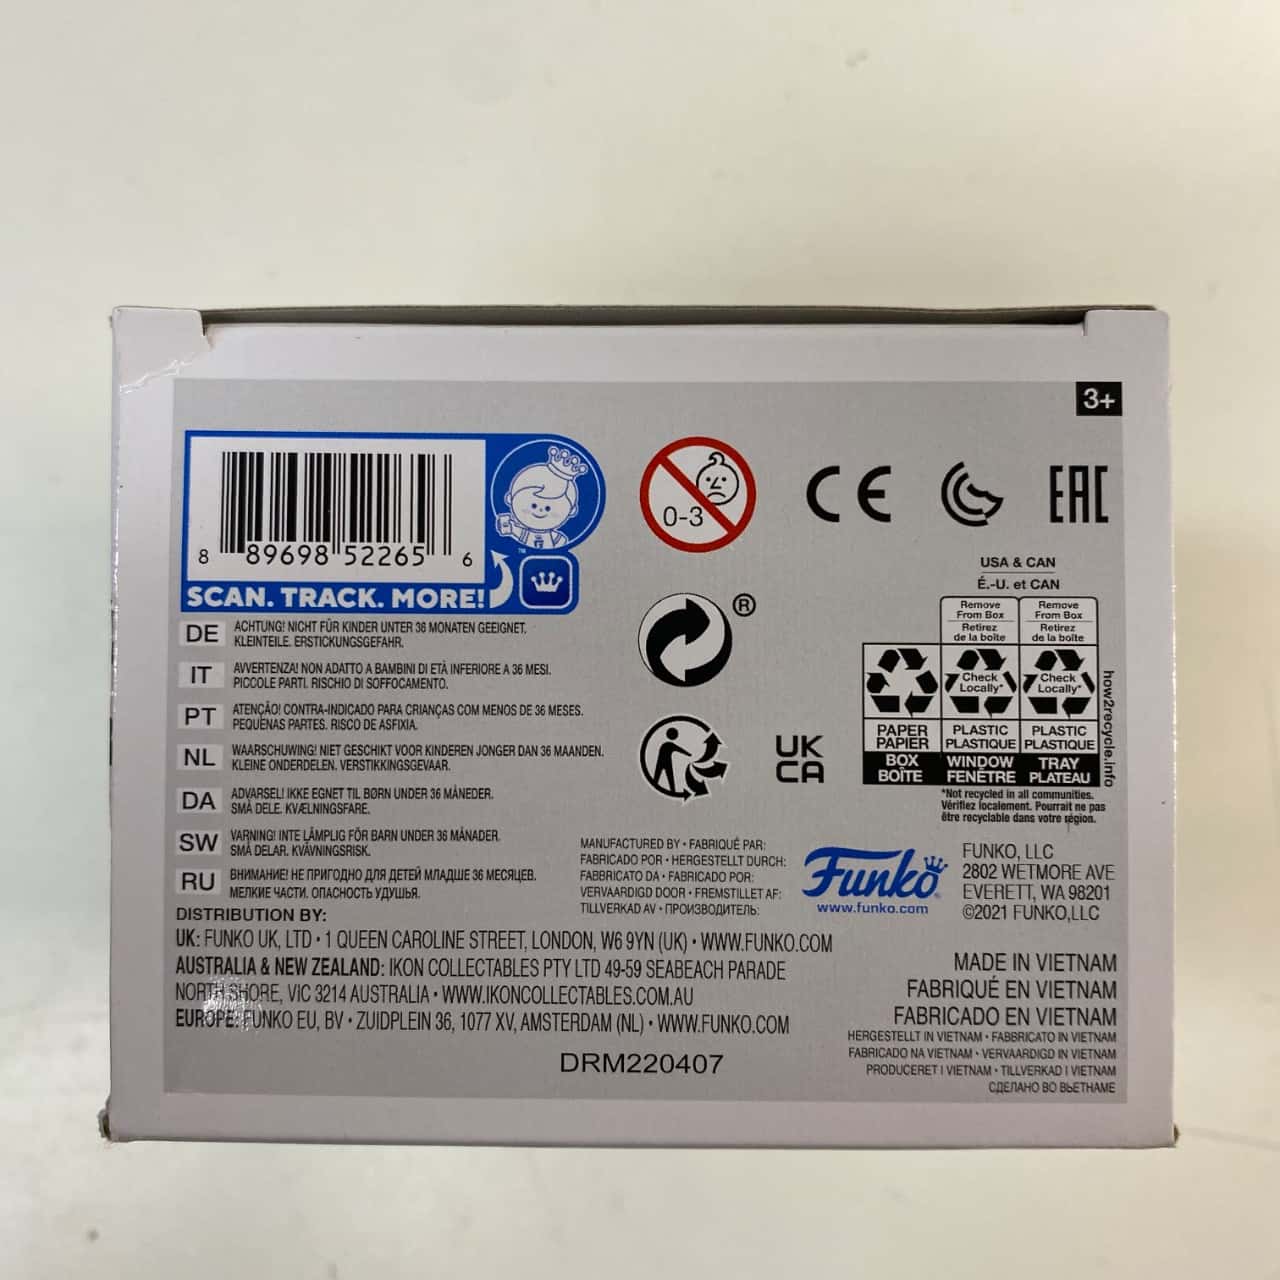 3+
8 89698 52265 6
™
SCAN. TRACK. MORE!
0-3
CE
EAC
®
UK
CA
USA & CAN
É.-U. et CAN
Remove From Box
Retirez de la boîte
Remove From Box
Retirez de la boîte
Check Locally*
Check Locally*
PAPER
PAPIER
PLASTIC
PLASTIQUE
PLASTIC
PLASTIQUE
BOX
BOÎTE
WINDOW
FENÊTRE
TRAY
PLATEAU
how2recycle.info
*Not recycled in all communities.
Vérifiez localement. Pourrait ne pas
être recyclable dans votre région.
DE ACHTUNG! NICHT FÜR KINDER UNTER 36 MONATEN GEEIGNET.
KLEINTEILE. ERSTICKUNGSGEFAHR.
IT AVVERTENZA! NON ADATTO A BAMBINI DI ETÀ INFERIORE A 36 MESI.
PICCOLE PARTI. RISCHIO DI SOFFOCAMENTO.
PT ATENÇÃO! CONTRA-INDICADO PARA CRIANÇAS COM MENOS DE 36 MESES.
PEQUENAS PARTES. RISCO DE ASFIXIA.
NL WAARSCHUWING! NIET GESCHIKT VOOR KINDEREN JONGER DAN 36 MAANDEN.
KLEINE ONDERDELEN. VERSTIKKINGSGEVAAR.
DA ADVARSEL! IKKE EGNET TIL BØRN UNDER 36 MÅNEDER.
SMÅ DELE. KVÆLNINGSFARE.
SW VARNING! INTE LÄMPLIG FÖR BARN UNDER 36 MÅNADER.
SMÅ DELAR. KVÄVNINGSRISK.
RU ВНИМАНИЕ! НЕ ПРИГОДНО ДЛЯ ДЕТЕЙ МЛАДШЕ 36 МЕСЯЦЕВ.
МЕЛКИЕ ЧАСТИ. ОПАСНОСТЬ УДУШЬЯ.
MANUFACTURED BY • FABRIQUÉ PAR:
FABRICADO POR • HERGESTELLT DURCH:
FABBRICATO DA • FABRICADO POR:
VERVAARDIGD DOOR • FREMSTILLET AF:
TILLVERKAD AV • ПРОИЗВОДИТЕЛЬ:
Funko®
www.funko.com
FUNKO, LLC
2802 WETMORE AVE
EVERETT, WA 98201
©2021 FUNKO,LLC
DISTRIBUTION BY:
UK: FUNKO UK, LTD • 1 QUEEN CAROLINE STREET, LONDON, W6 9YN (UK) • WWW.FUNKO.COM
AUSTRALIA & NEW ZEALAND: IKON COLLECTABLES PTY LTD 49-59 SEABEACH PARADE
NORTH SHORE, VIC 3214 AUSTRALIA • WWW.IKONCOLLECTABLES.COM.AU
EUROPE: FUNKO EU, BV • ZUIDPLEIN 36, 1077 XV, AMSTERDAM (NL) • WWW.FUNKO.COM
DRM220407
MADE IN VIETNAM
FABRIQUÉ EN VIETNAM
FABRICADO EN VIETNAM
HERGESTELLT IN VIETNAM • FABBRICATO IN VIETNAM
FABRICADO NA VIETNAM • VERVAARDIGD IN VIETNAM
PRODUCERET I VIETNAM • TILLVERKAD I VIETNAM
СДЕЛАНО ВО ВЬЕТНАМЕ